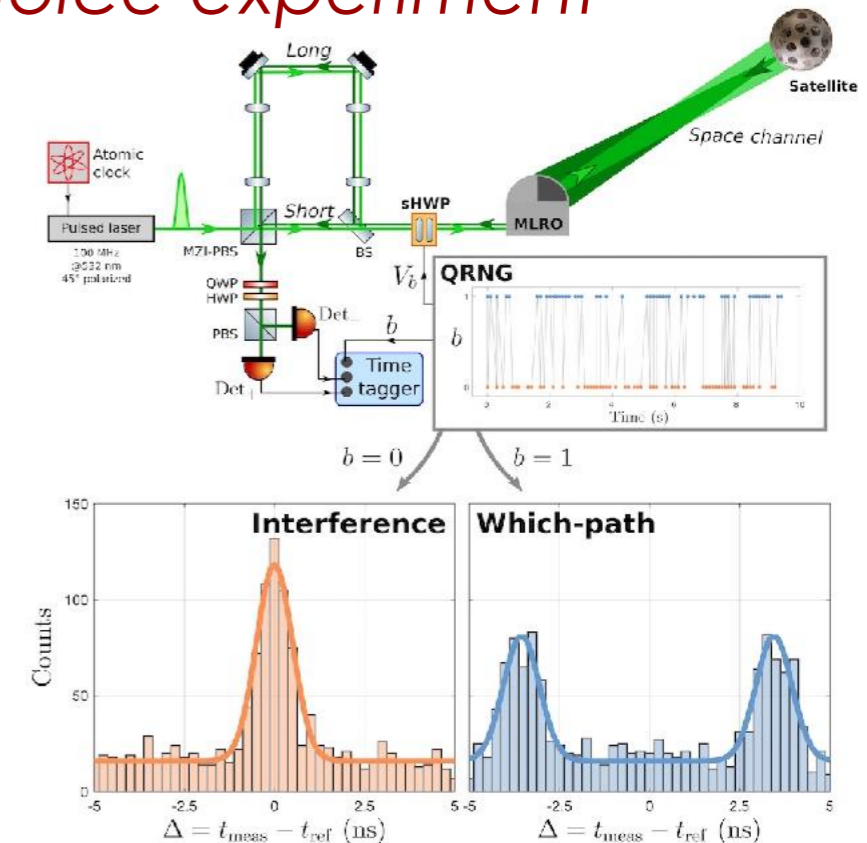 experiment
Long
Satellite
Space channel
Atomic
clock
Short
sHWP
MLRO
Pulsed laser
MZI-PBS
BS
100 MHz
@532 nm
45° polarized
QRNG
V_b
QWP
HWP
Det_
PBS
b
1
b
0
Time
tagger
Det
0 2 4 6 8 10
Time (s)
b = 0
b = 1
Interference
Which-path
150
100
50
0
Counts
-5 -2.5 0 2.5 5
-5 -2.5 0 2.5 5
Δ = t_meas − t_ref (ns)
Δ = t_meas − t_ref (ns)